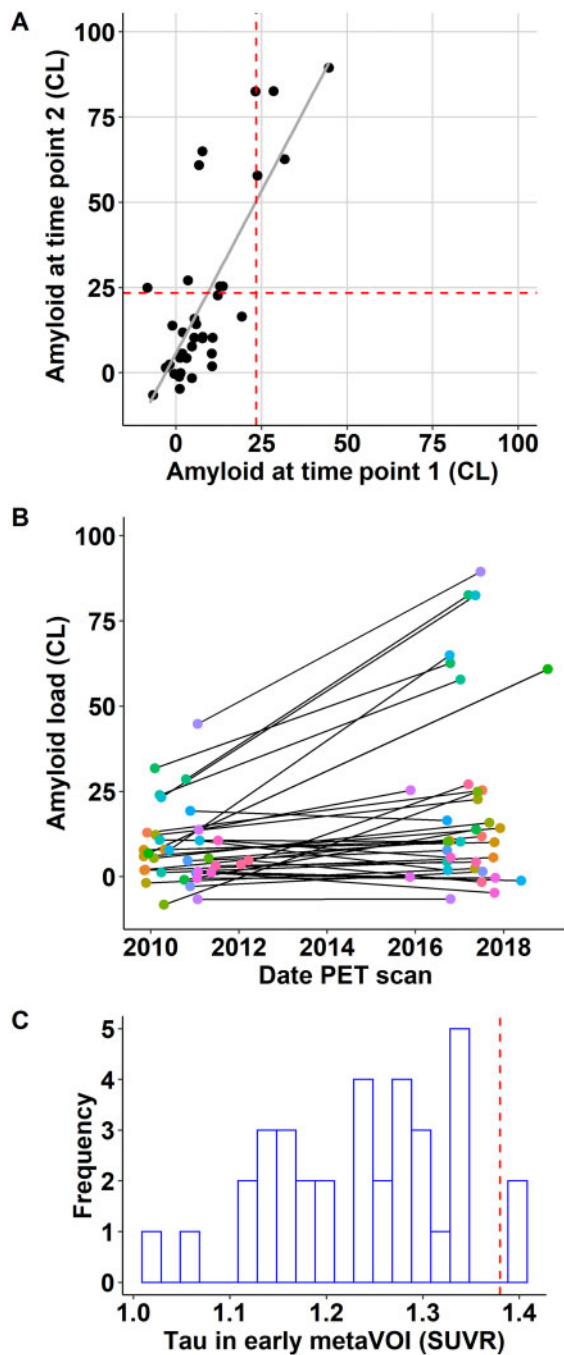 A
100
75
50
25
0
Amyloid at time point 2 (CL)
0 25 50 75 100
Amyloid at time point 1 (CL)
B
100
75
50
25
0
Amyloid load (CL)
2010 2012 2014 2016 2018
Date PET scan
C
5
4
3
2
1
0
Frequency
1.0 1.1 1.2 1.3 1.4
Tau in early metaVOI (SUVR)